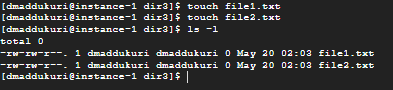 [dmaddukuri@instance-1 dir3]$ touch file1.txt
[dmaddukuri@instance-1 dir3]$ touch file2.txt
[dmaddukuri@instance-1 dir3]$ ls -l
total 0
-rw-rw-r--. 1 dmaddukuri dmaddukuri 0 May 20 02:03 file1.txt
-rw-rw-r--. 1 dmaddukuri dmaddukuri 0 May 20 02:03 file2.txt
[dmaddukuri@instance-1 dir3]$